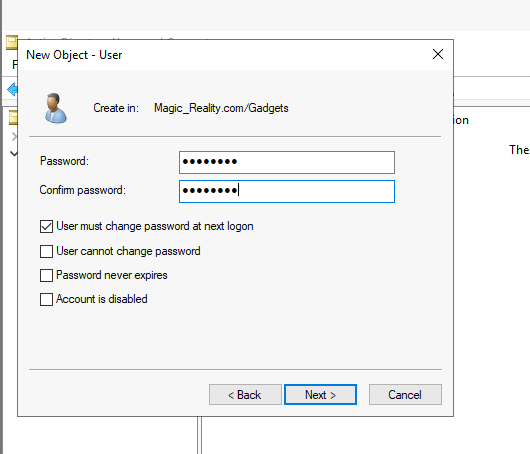 New Object - User
Create in: Magic_Reality.com/Gadgets
Password:
Confirm password:
User must change password at next logon
User cannot change password
Password never expires
Account is disabled
< Back Next > Cancel
The